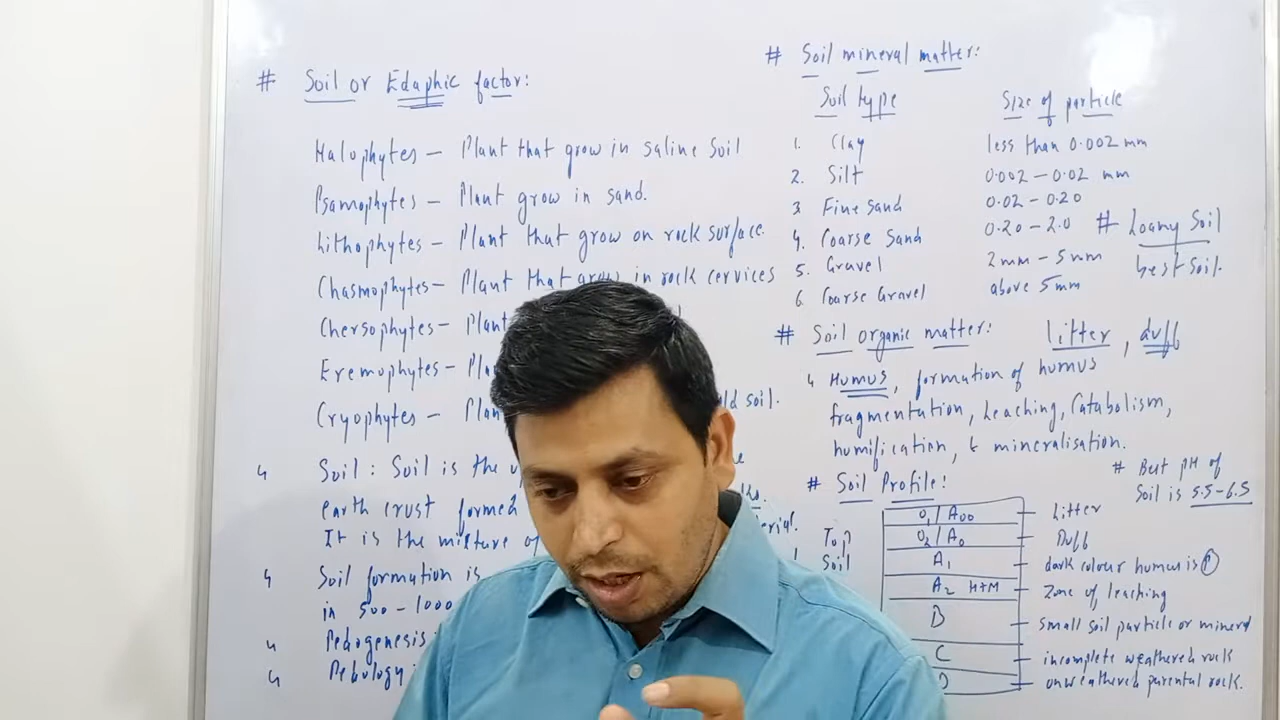 # Soil or Edaphic factor:
Halophytes – Plant that grow in saline soil
Psamophytes – Plant grow in sand.
Lithophytes – Plant that grow on rock surface.
Chasmophytes – Plant that grow in rock cervices
Chersophytes – Plant
Eremophytes –
Cryophytes – Plan
ld soil.
Soil : Soil is the
earth crust formed
It is the mixture of
Soil formation is
in 500 – 1000
Pedogenesis :
Pebology :
# Soil mineral matter:
Soil type Size of particle
1. Clay less than 0.002 mm
2. Silt 0.002 – 0.02 mm
3 Fine Sand 0.02 – 0.20
4. Coarse Sand 0.20 – 2.0
5. Gravel 2mm – 5mm
6. Coarse Gravel above 5mm
# Loamy Soil
best soil.
# Soil organic matter: litter, duff
Humus, formation of humus
fragmentation, Leaching, Catabolism,
humification, & mineralisation.
# Best pH of
Soil is 5.5–6.5
# Soil Profile:
Top
Soil
O1/A00 – Litter
O2/A0 – Duff
A1 – dark colour humus is ↑
A2 H+M – Zone of leaching
B – small soil particle or mineral
C – incomplete weathered rock
D – unweathered parental rock.